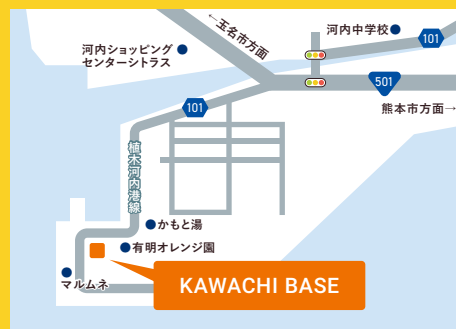 ←玉名市方面
河内中学校
101
河内ショッピング
センターシトラス
501
熊本市方面→
101
植木河内港線
かもと湯
有明オレンジ園
マルムネ
KAWACHI BASE